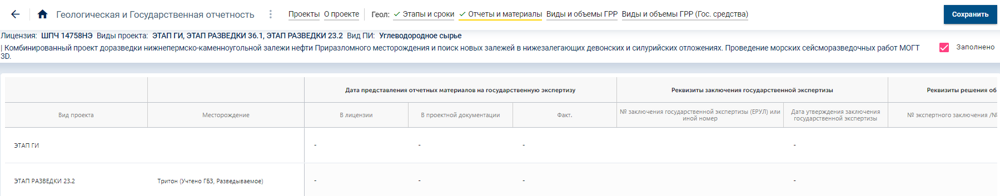 Геологическая и Государственная отчетность Проекты О проекте Геол: Этапы и сроки Отчеты и материалы Виды и объемы ГРР Виды и объемы ГРР (Гос. средства) Сохранить
Лицензия: ШПЧ 14758НЭ Виды проекта: ЭТАП ГИ, ЭТАП РАЗВЕДКИ 36.1, ЭТАП РАЗВЕДКИ 23.2 Вид ПИ: Углеводородное сырье
| Комбинированный проект доразведки нижнепермско-каменноугольной залежи нефти Приразломного месторождения и поиск новых залежей в нижезалегающих девонских и силурийских отложениях. Проведение морских сейсморазведочных работ МОГТ
3D.
Заполнено
Дата представления отчетных материалов на государственную экспертизу Реквизиты заключения государственной экспертизы Реквизиты решения об
Вид проекта Месторождение В лицензии В проектной документации Факт. № заключения государственной экспертизы (ЕРУЛ) или
иной номер
Дата утверждения заключения
государственной экспертизы
№ экспертного заключения /№
ЭТАП ГИ - - - -
ЭТАП РАЗВЕДКИ 23.2 Тритон (Учтено ГБЗ, Разведываемое) - - - -